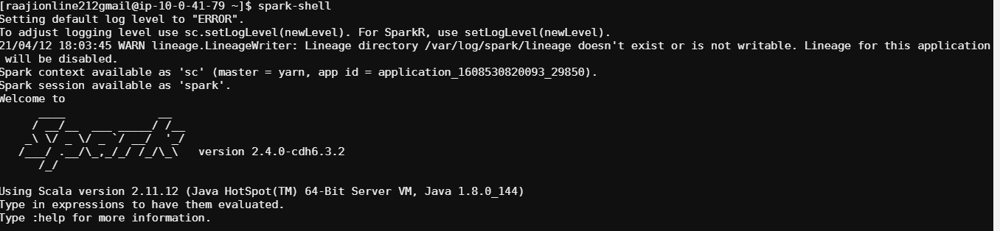 [raajionline212gmail@ip-10-0-41-79 ~]$ spark-shell
Setting default log level to "ERROR".
To adjust logging level use sc.setLogLevel(newLevel). For SparkR, use setLogLevel(newLevel).
21/04/12 18:03:45 WARN lineage.LineageWriter: Lineage directory /var/log/spark/lineage doesn't exist or is not writable. Lineage for this application
 will be disabled.
Spark context available as 'sc' (master = yarn, app id = application_1608530820093_29850).
Spark session available as 'spark'.
Welcome to
      ____              __
     / __/__  ___ _____/ /__
    _\ \/ _ \/ _ `/ __/  '_/
   /___/ .__/\_,_/_/ /_/\_\   version 2.4.0-cdh6.3.2
      /_/
Using Scala version 2.11.12 (Java HotSpot(TM) 64-Bit Server VM, Java 1.8.0_144)
Type in expressions to have them evaluated.
Type :help for more information.